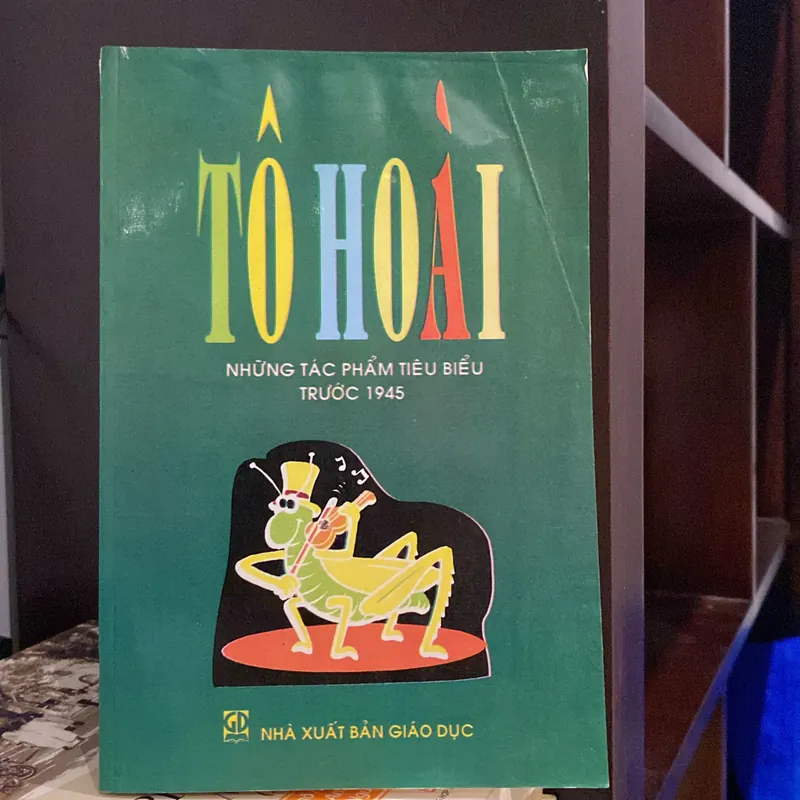 TÔ HOÀI
NHỮNG TÁC PHẨM TIÊU BIỂU
TRƯỚC 1945
GD
NHÀ XUẤT BẢN GIÁO DỤC